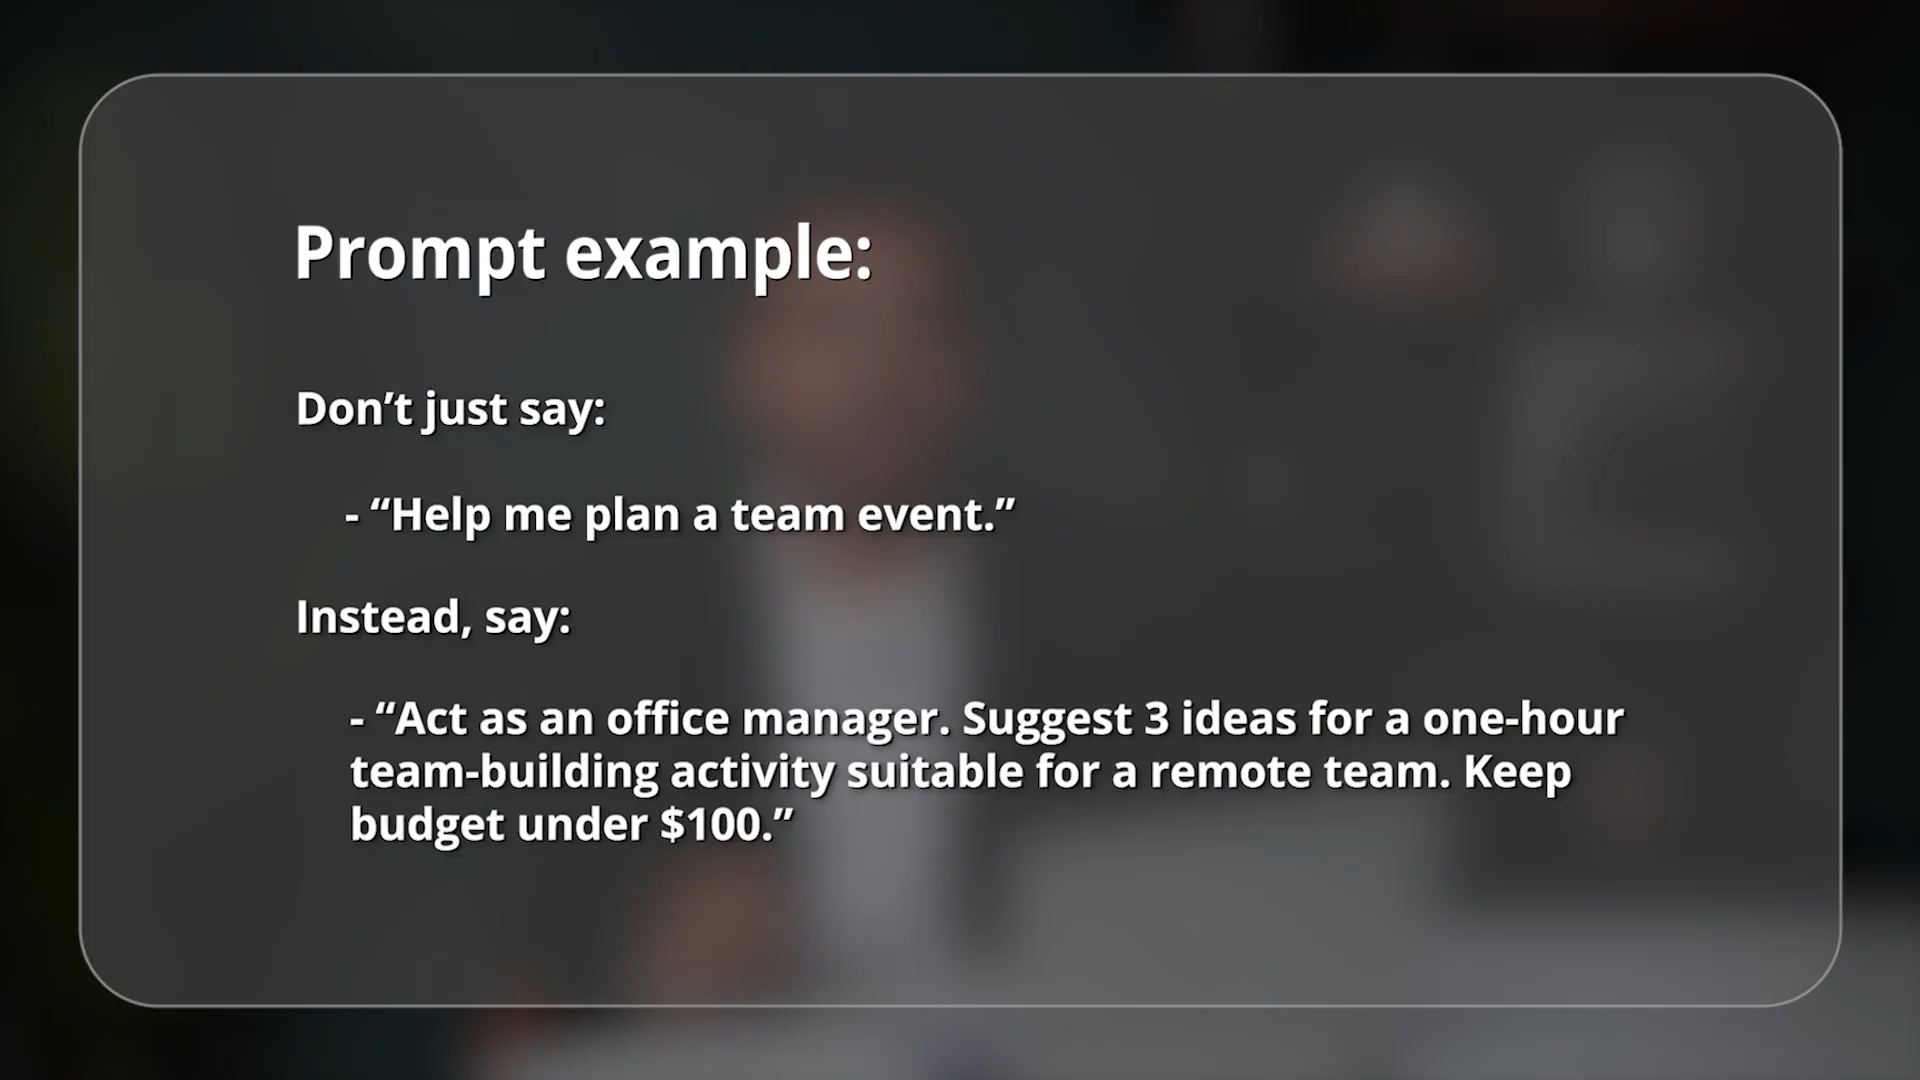 Prompt example:
Don’t just say:
- “Help me plan a team event.”
Instead, say:
- “Act as an office manager. Suggest 3 ideas for a one-hour
team-building activity suitable for a remote team. Keep
budget under $100.”